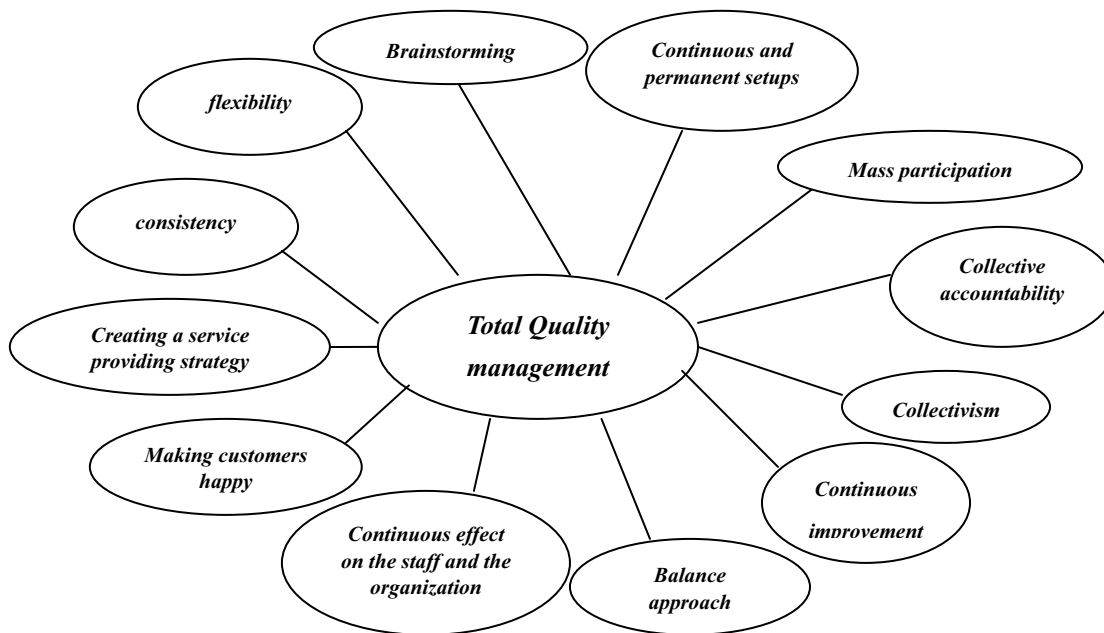 Brainstorming
Continuous and
permanent setups
flexibility
Mass participation
consistency
Collective
accountability
Total Quality
management
Creating a service
providing strategy
Collectivism
Making customers
happy
Continuous
improvement
Continuous effect
on the staff and the
organization
Balance
approach